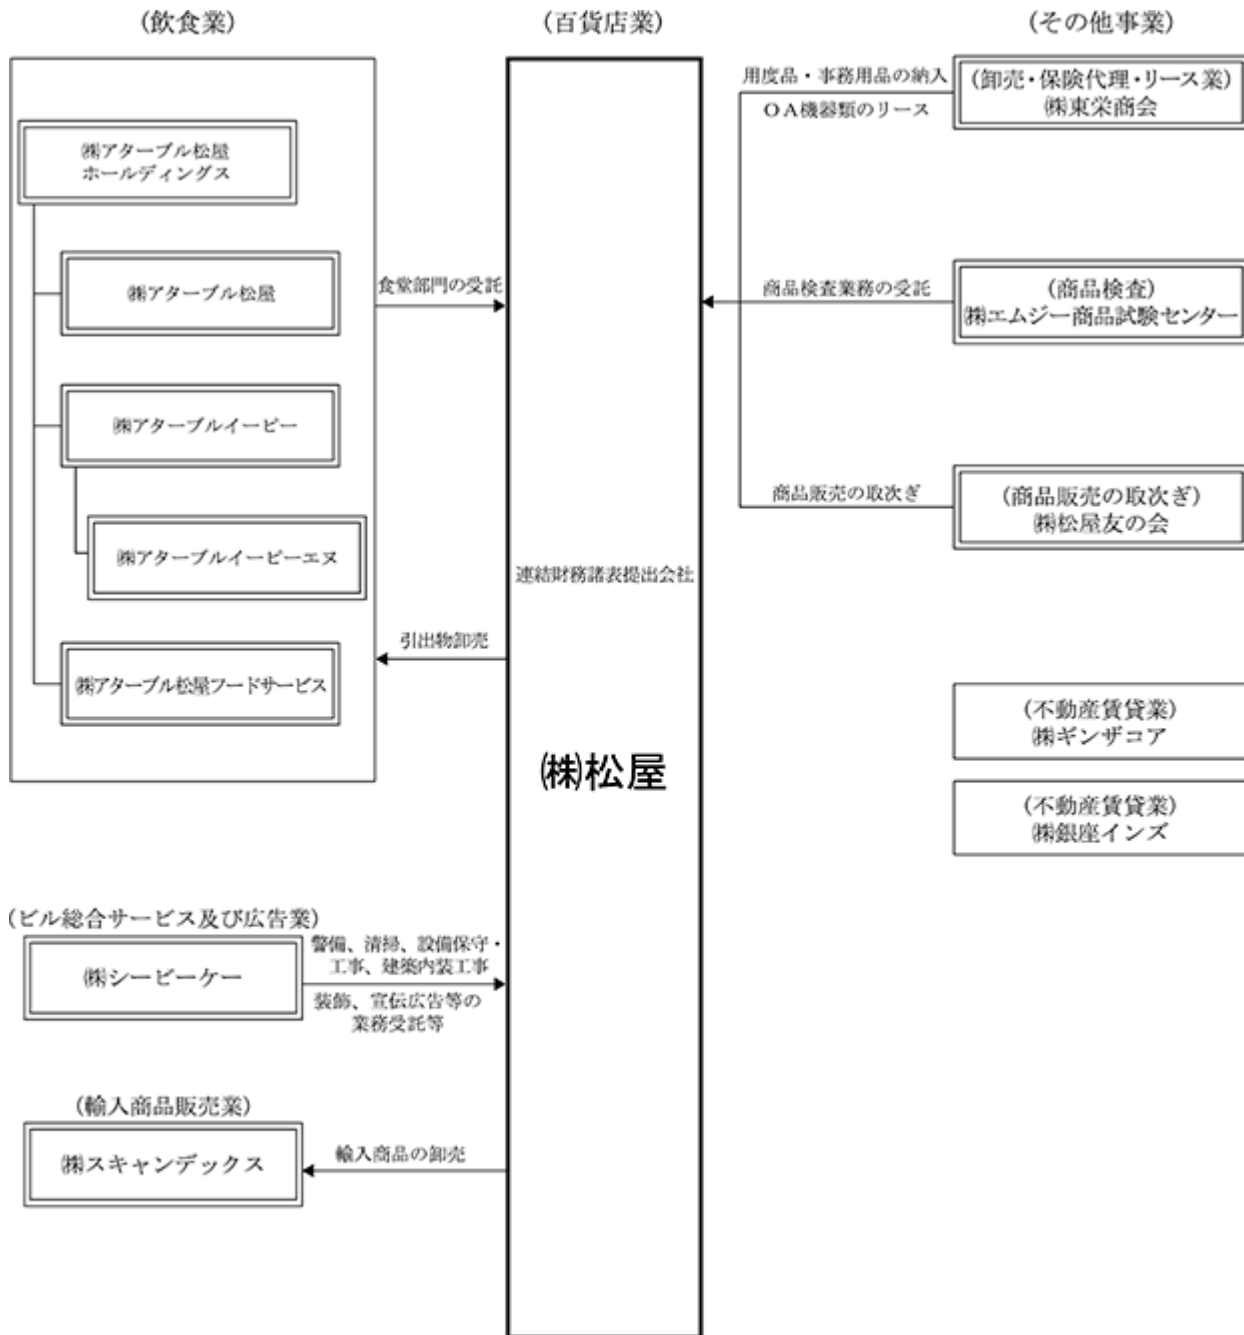 (飲食業)
㈱アターブル松屋
ホールディングス
㈱アターブル松屋
㈱アターブルイーピー
㈱アターブルイーピーエヌ
㈱アターブル松屋フードサービス
食堂部門の受託
引出物卸売
(ビル総合サービス及び広告業)
㈱シービーケー
警備、清掃、設備保守・
工事、建築内装工事
装飾、宣伝広告等の
業務受託等
(輸入商品販売業)
㈱スキャンデックス
輸入商品の卸売
(百貨店業)
連結財務諸表提出会社
㈱松屋
(その他事業)
用度品・事務用品の納入
OA機器類のリース
(卸売・保険代理・リース業)
㈱東栄商会
商品検査業務の受託
(商品検査)
㈱エムジー商品試験センター
商品販売の取次ぎ
(商品販売の取次ぎ)
㈱松屋友の会
(不動産賃貸業)
㈱ギンザコア
(不動産賃貸業)
㈱銀座インズ